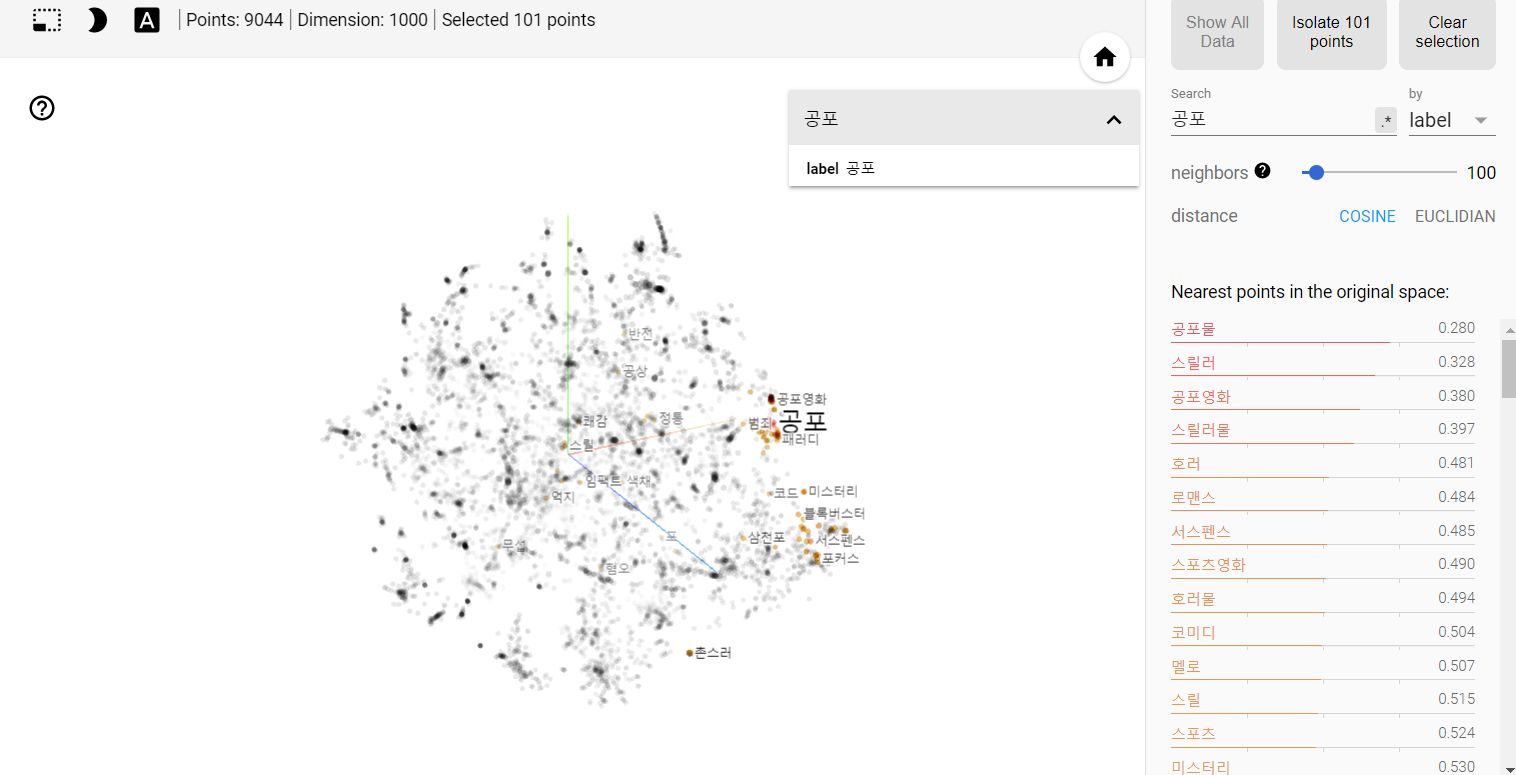 A Points: 9044 Dimension: 1000 Selected 101 points
공포
label 공포
반전
공상
공포영화
쾌감
정통
범죄
공포
패러디
스릴
임팩트 색채
억지
코드
미스터리
블록버스터
포
삼천포
서스펜스
무섭
포커스
혐오
촌스러
Show All Data
Isolate 101 points
Clear selection
Search
by
공포 .* label
neighbors 100
distance COSINE EUCLIDIAN
Nearest points in the original space:
공포물 0.280
스릴러 0.328
공포영화 0.380
스릴러물 0.397
호러 0.481
로맨스 0.484
서스펜스 0.485
스포츠영화 0.490
호러물 0.494
코미디 0.504
멜로 0.507
스릴 0.515
스포츠 0.524
미스터리 0.530